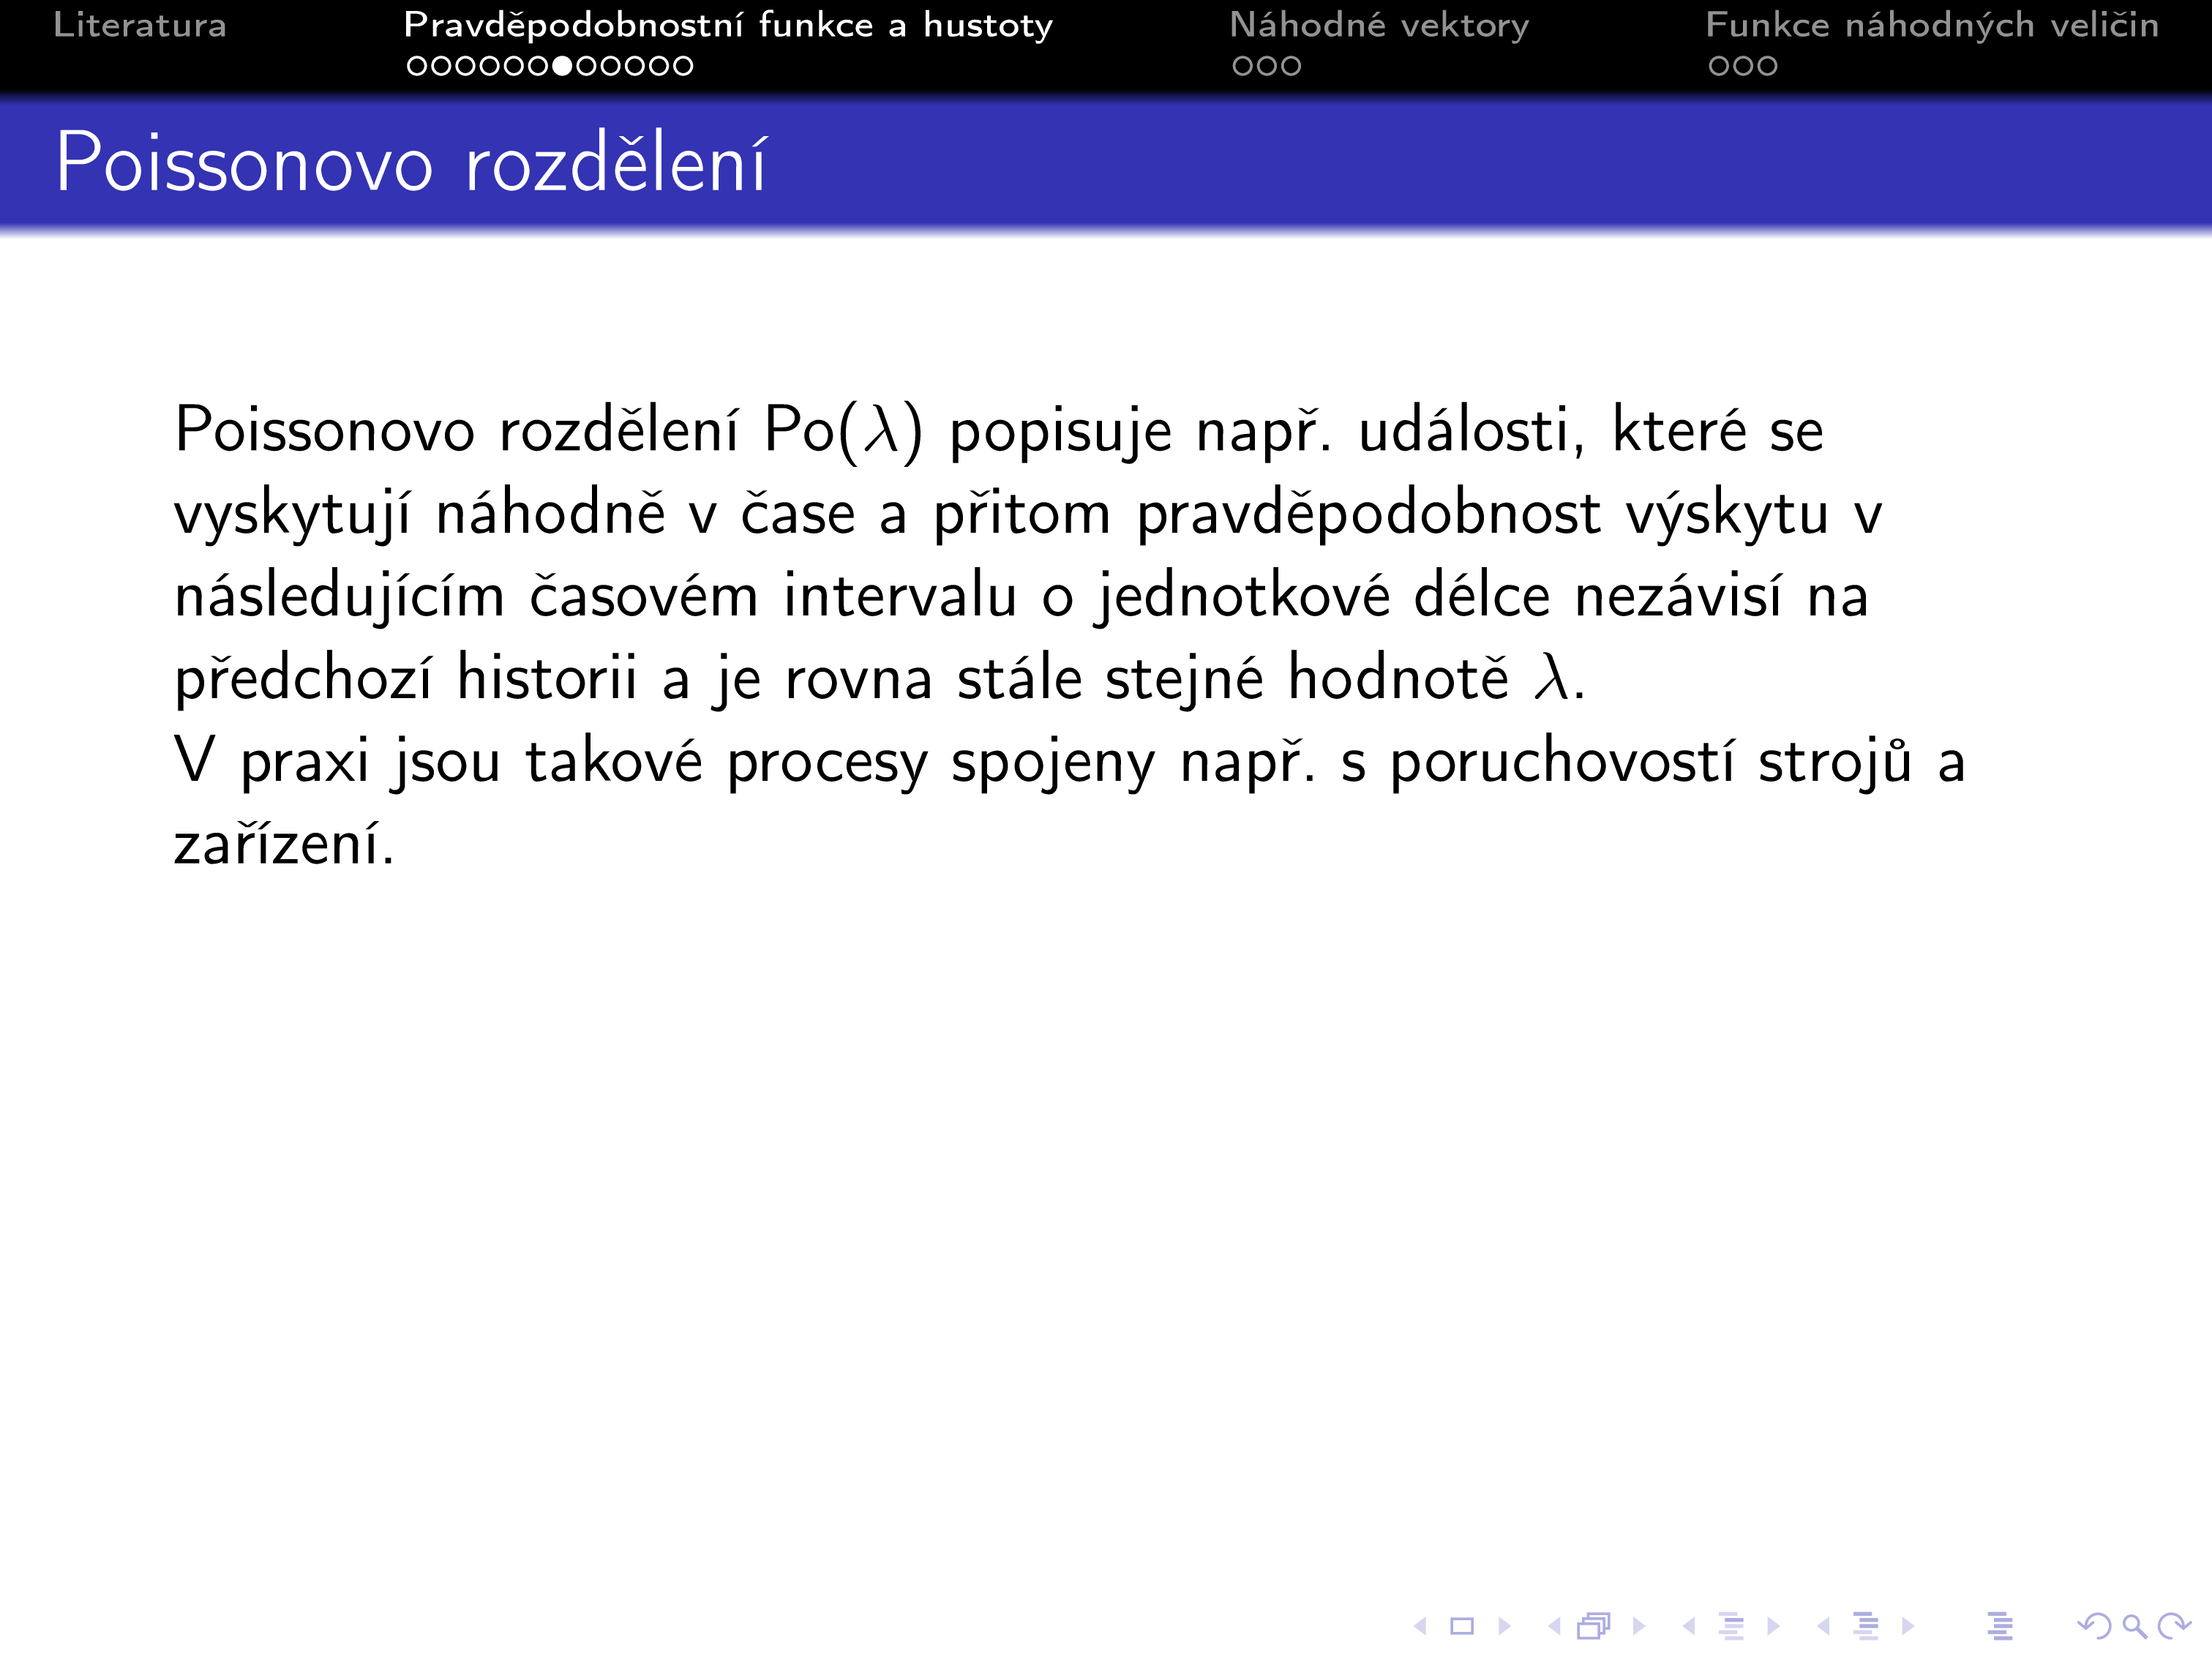 Literatura Pravděpodobnostní funkce a hustoty Náhodné vektory Funkce náhodných veličin
Poissonovo rozdělení
Poissonovo rozdělení Po(λ) popisuje např. události, které se
vyskytují náhodně v čase a přitom pravděpodobnost výskytu v
následujícím časovém intervalu o jednotkové délce nezávisí na
předchozí historii a je rovna stále stejné hodnotě λ.
V praxi jsou takové procesy spojeny např. s poruchovostí strojů a
zařízení.